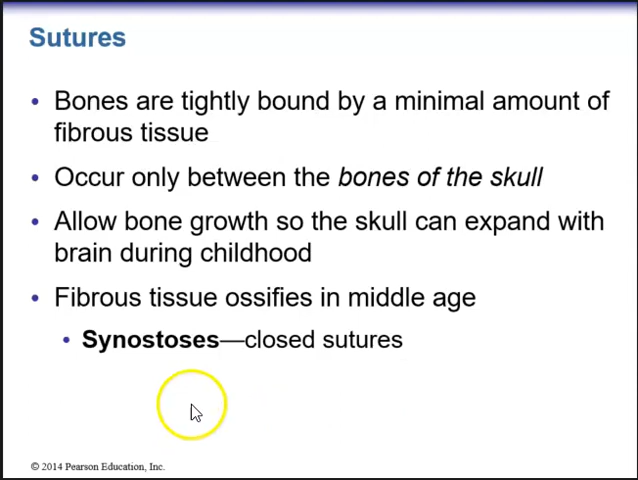 Sutures
• Bones are tightly bound by a minimal amount of
fibrous tissue
• Occur only between the bones of the skull
• Allow bone growth so the skull can expand with
brain during childhood
• Fibrous tissue ossifies in middle age
• Synostoses—closed sutures
© 2014 Pearson Education, Inc.